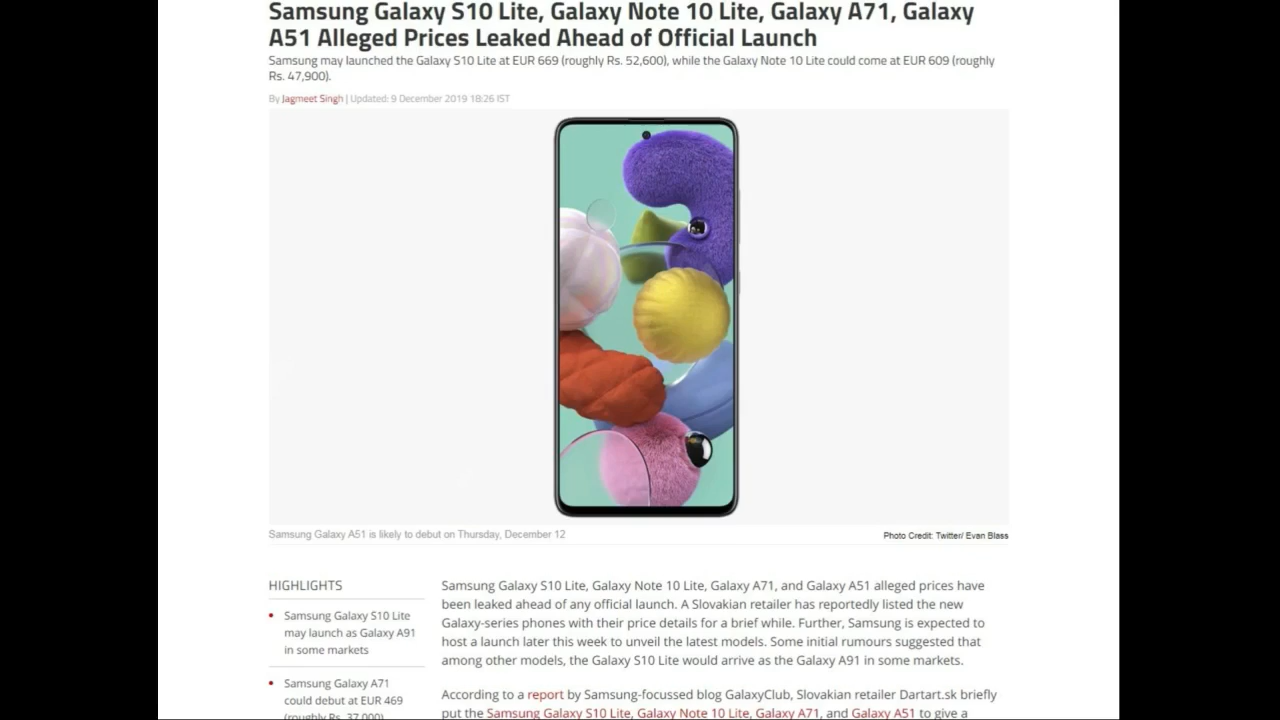 Samsung Galaxy S10 Lite, Galaxy Note 10 Lite, Galaxy A71, Galaxy
A51 Alleged Prices Leaked Ahead of Official Launch
Samsung may launched the Galaxy S10 Lite at EUR 669 (roughly Rs. 52,600), while the Galaxy Note 10 Lite could come at EUR 609 (roughly
Rs. 47,900).
By Jagmeet Singh | Updated: 9 December 2019 18:26 IST
Samsung Galaxy A51 is likely to debut on Thursday, December 12
Photo Credit: Twitter/ Evan Blass
HIGHLIGHTS
• Samsung Galaxy S10 Lite
may launch as Galaxy A91
in some markets
• Samsung Galaxy A71
could debut at EUR 469
(roughly Rs. 37,000)
Samsung Galaxy S10 Lite, Galaxy Note 10 Lite, Galaxy A71, and Galaxy A51 alleged prices have
been leaked ahead of any official launch. A Slovakian retailer has reportedly listed the new
Galaxy-series phones with their price details for a brief while. Further, Samsung is expected to
host a launch later this week to unveil the latest models. Some initial rumours suggested that
among other models, the Galaxy S10 Lite would arrive as the Galaxy A91 in some markets.
According to a report by Samsung-focussed blog GalaxyClub, Slovakian retailer Dartart.sk briefly
put the Samsung Galaxy S10 Lite, Galaxy Note 10 Lite, Galaxy A71, and Galaxy A51 to give a